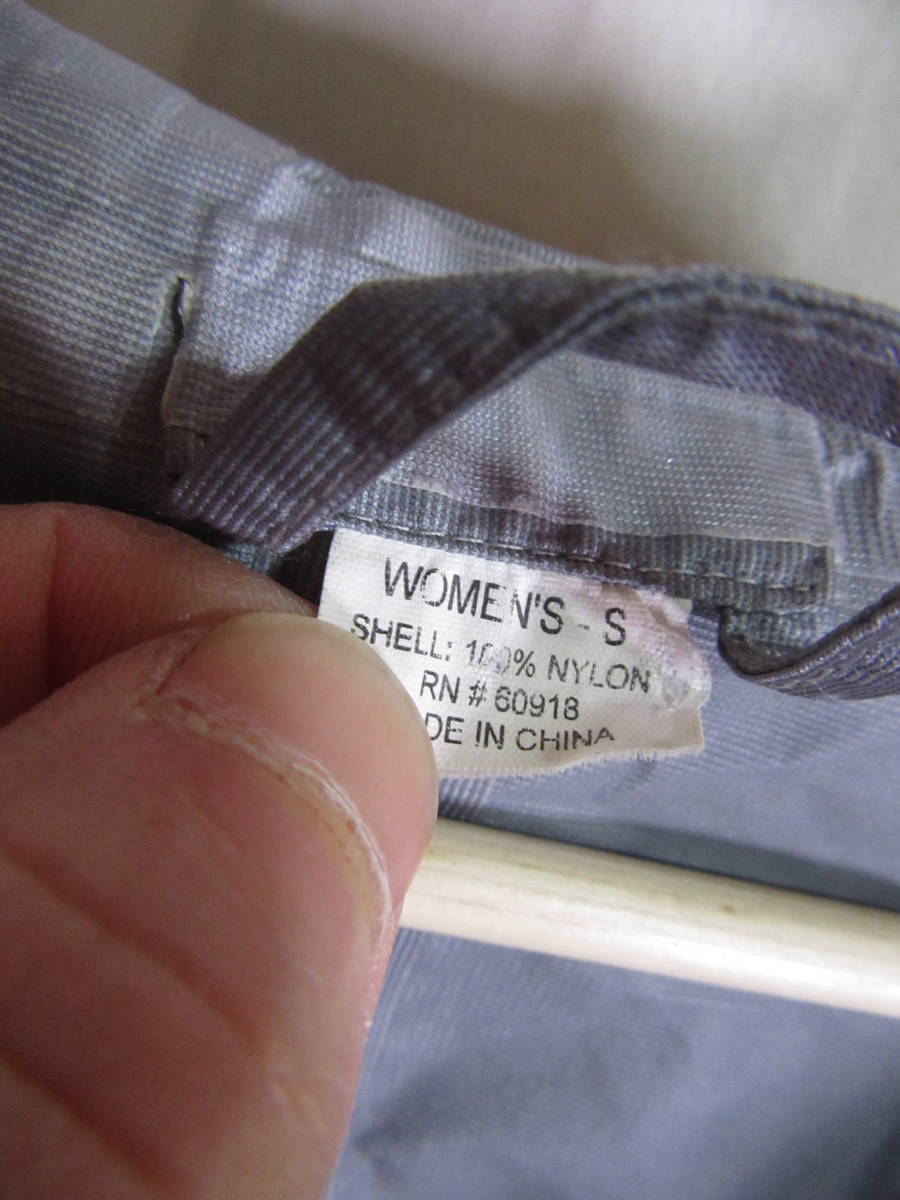 WOMEN'S - S
SHELL: 100% NYLON
RN # 60918
DE IN CHINA